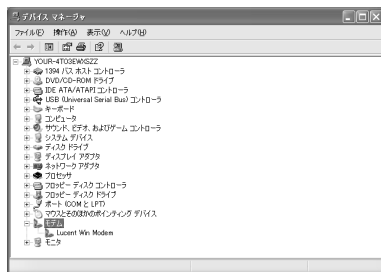 デバイス マネージャ
ファイル(F) 操作(A) 表示(V) ヘルプ(H)
YOUR-4TO3EWXSZZ
1394 バス ホスト コントローラ
DVD/CD-ROM ドライブ
IDE ATA/ATAPI コントローラ
USB (Universal Serial Bus) コントローラ
キーボード
コンピュータ
サウンド、ビデオ、およびゲーム コントローラ
システム デバイス
ディスク ドライブ
ディスプレイ アダプタ
ネットワーク アダプタ
プロセッサ
フロッピー ディスク コントローラ
フロッピー ディスク ドライブ
ポート (COM と LPT)
マウスとそのほかのポインティング デバイス
モデム
Lucent Win Modem
モニタ